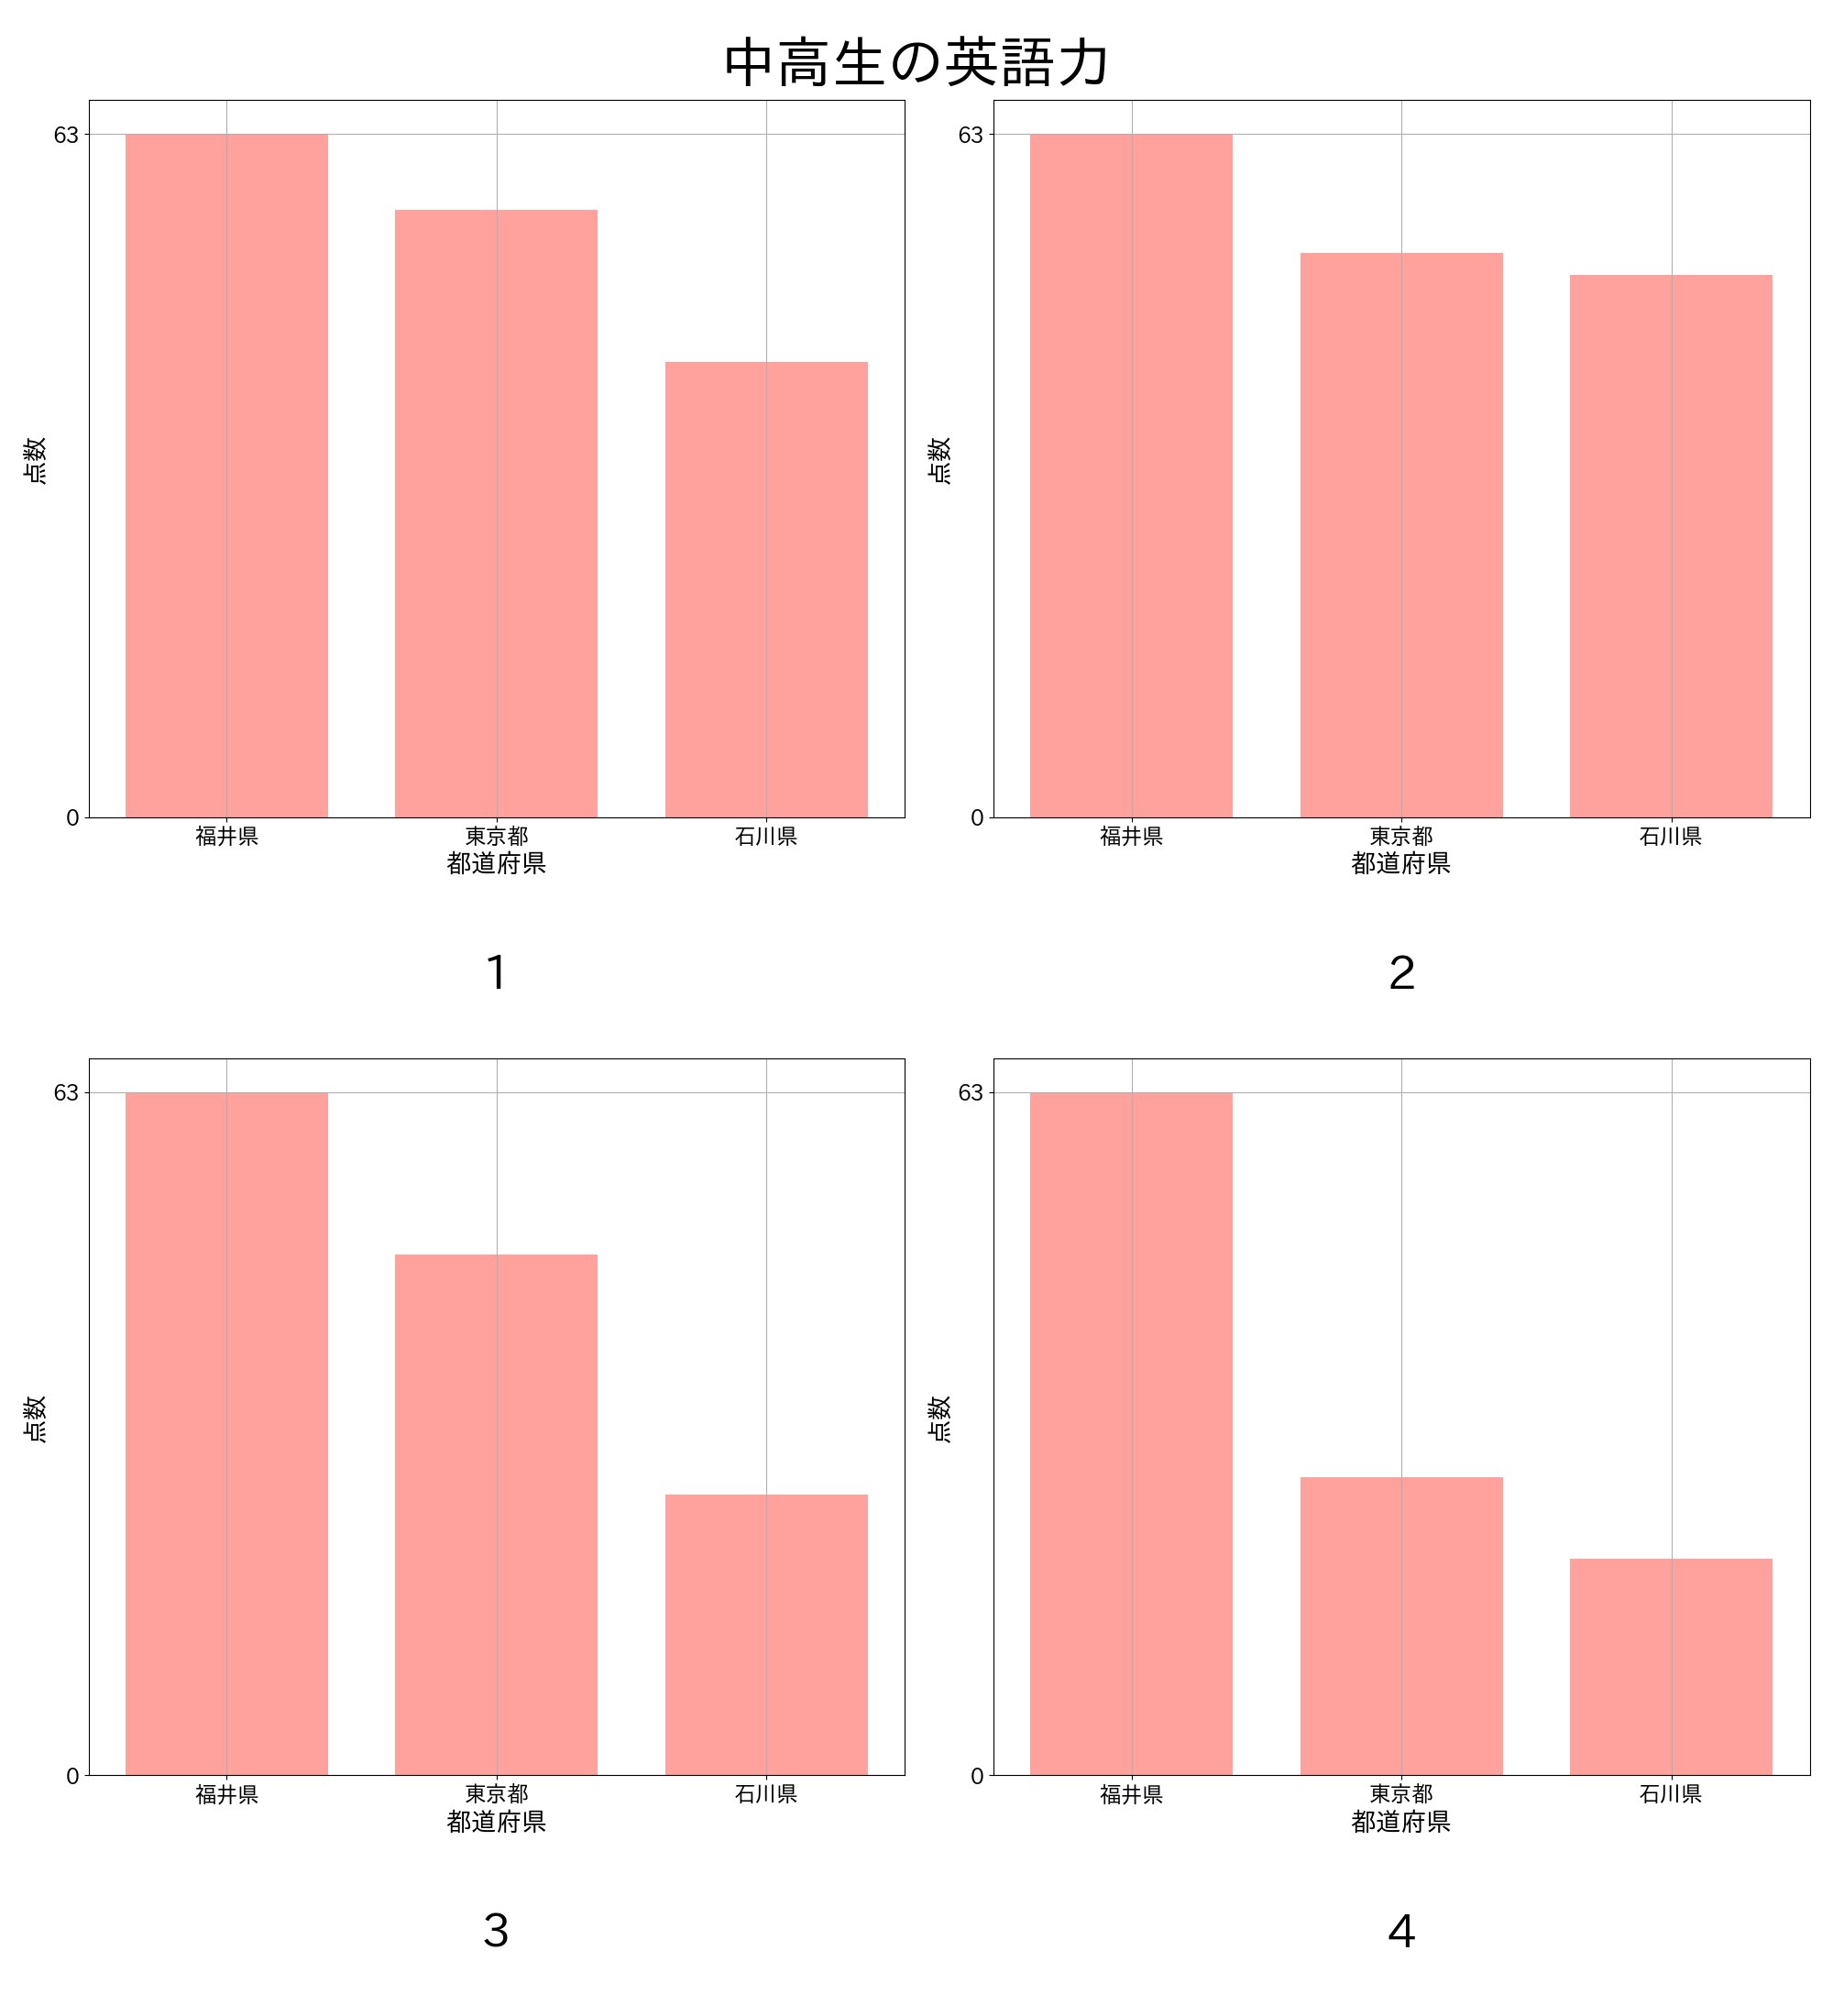 中高生の英語力
63
点数
0
福井県 東京都 石川県
都道府県
1
63
点数
0
福井県 東京都 石川県
都道府県
2
63
点数
0
福井県 東京都 石川県
都道府県
3
63
点数
0
福井県 東京都 石川県
都道府県
4